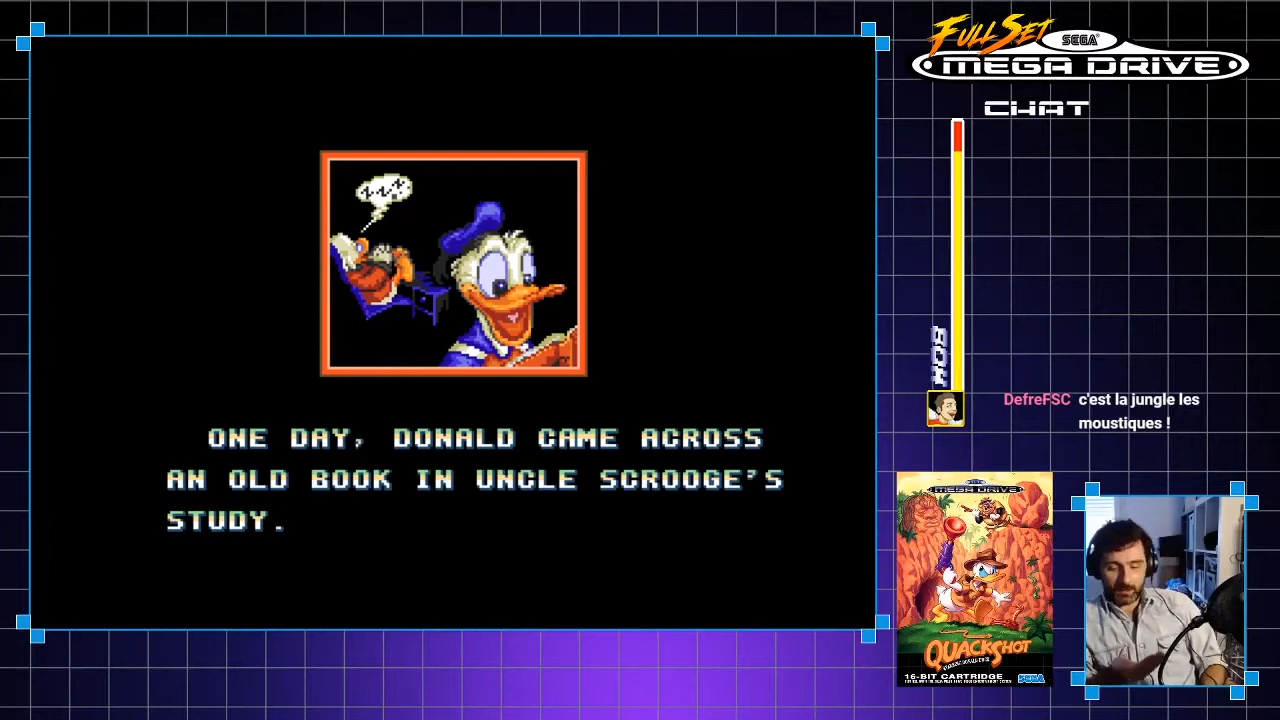 FULL SET
SEGA
MEGA DRIVE
CHAT
Z.Z.Z.
ONE DAY, DONALD CAME ACROSS
AN OLD BOOK IN UNCLE SCROOGE'S
STUDY.
HOS
DefreFSC c'est la jungle les
moustiques !
MEGA DRIVE
QUACKSHOT
16-BIT CARTRIDGE
SEGA